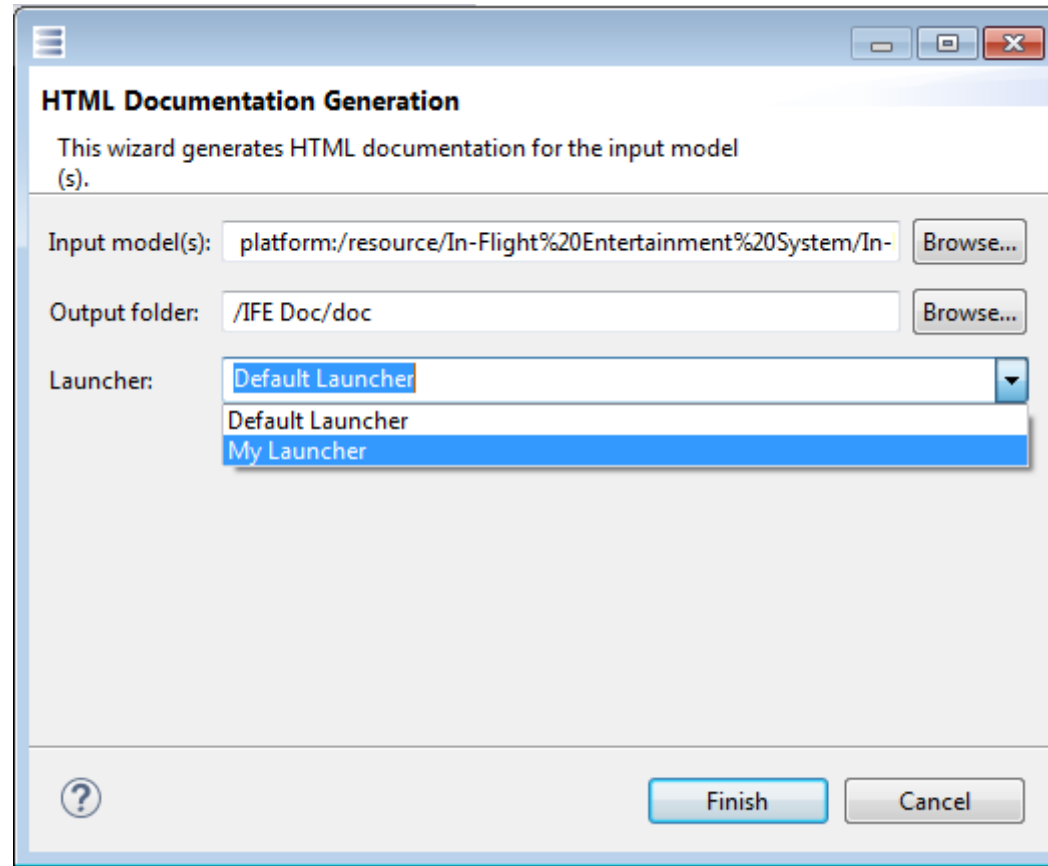 HTML Documentation Generation
This wizard generates HTML documentation for the input model
(s).
Input model(s): platform:/resource/In-Flight%20Entertainment%20System/In- Browse...
Output folder: /IFE Doc/doc Browse...
Launcher: Default Launcher
Default Launcher
My Launcher
?
Finish Cancel